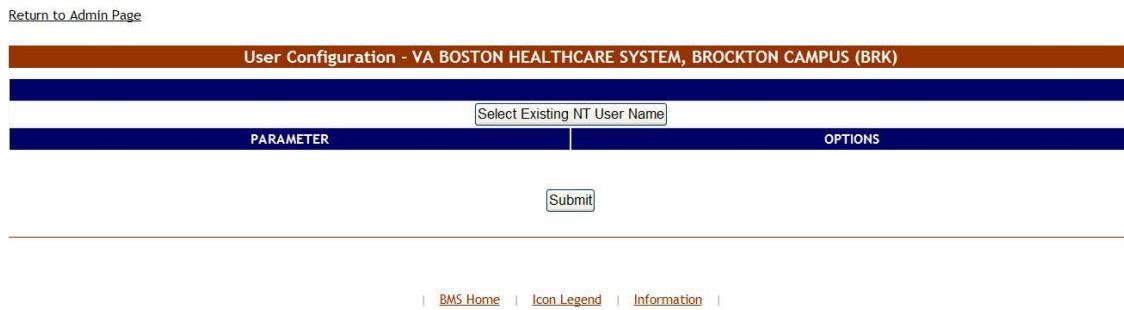 Return to Admin Page
User Configuration - VA BOSTON HEALTHCARE SYSTEM, BROCKTON CAMPUS (BRK)
Select Existing NT User Name
PARAMETER OPTIONS
Submit
| BMS Home | Icon Legend | Information |